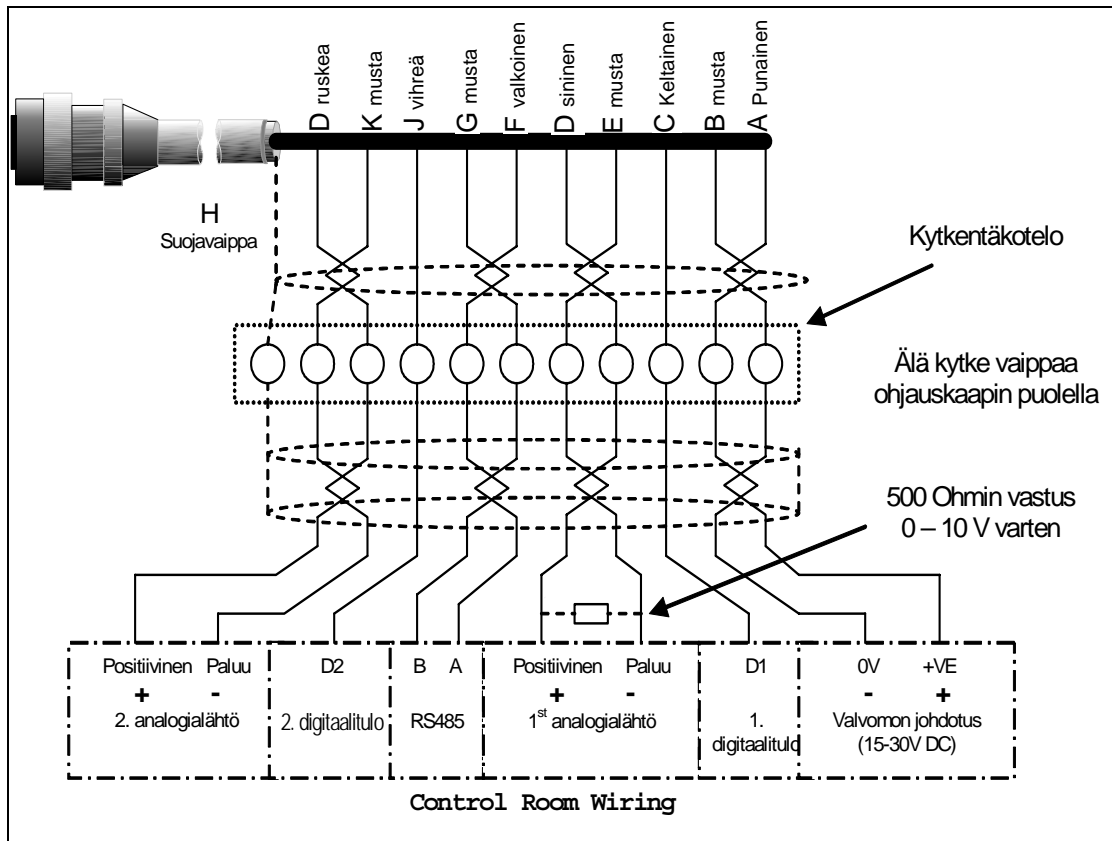 D ruskea
K musta
J vihreä
G musta
F valkoinen
D sininen
E musta
C Keltainen
B musta
A Punainen
H
Suojavaippa
Kytkentäkotelo
Älä kytke vaippaa
ohjauskaapin puolella
500 Ohmin vastus
0 – 10 V varten
Positiivinen Paluu
+ -
2. analogialähtö
D2
2. digitaalitulo
B A
RS485
Positiivinen Paluu
+ -
1st analogialähtö
D1
1.
digitaalitulo
0V +VE
- +
Valvomon johdotus
(15-30V DC)
Control Room Wiring